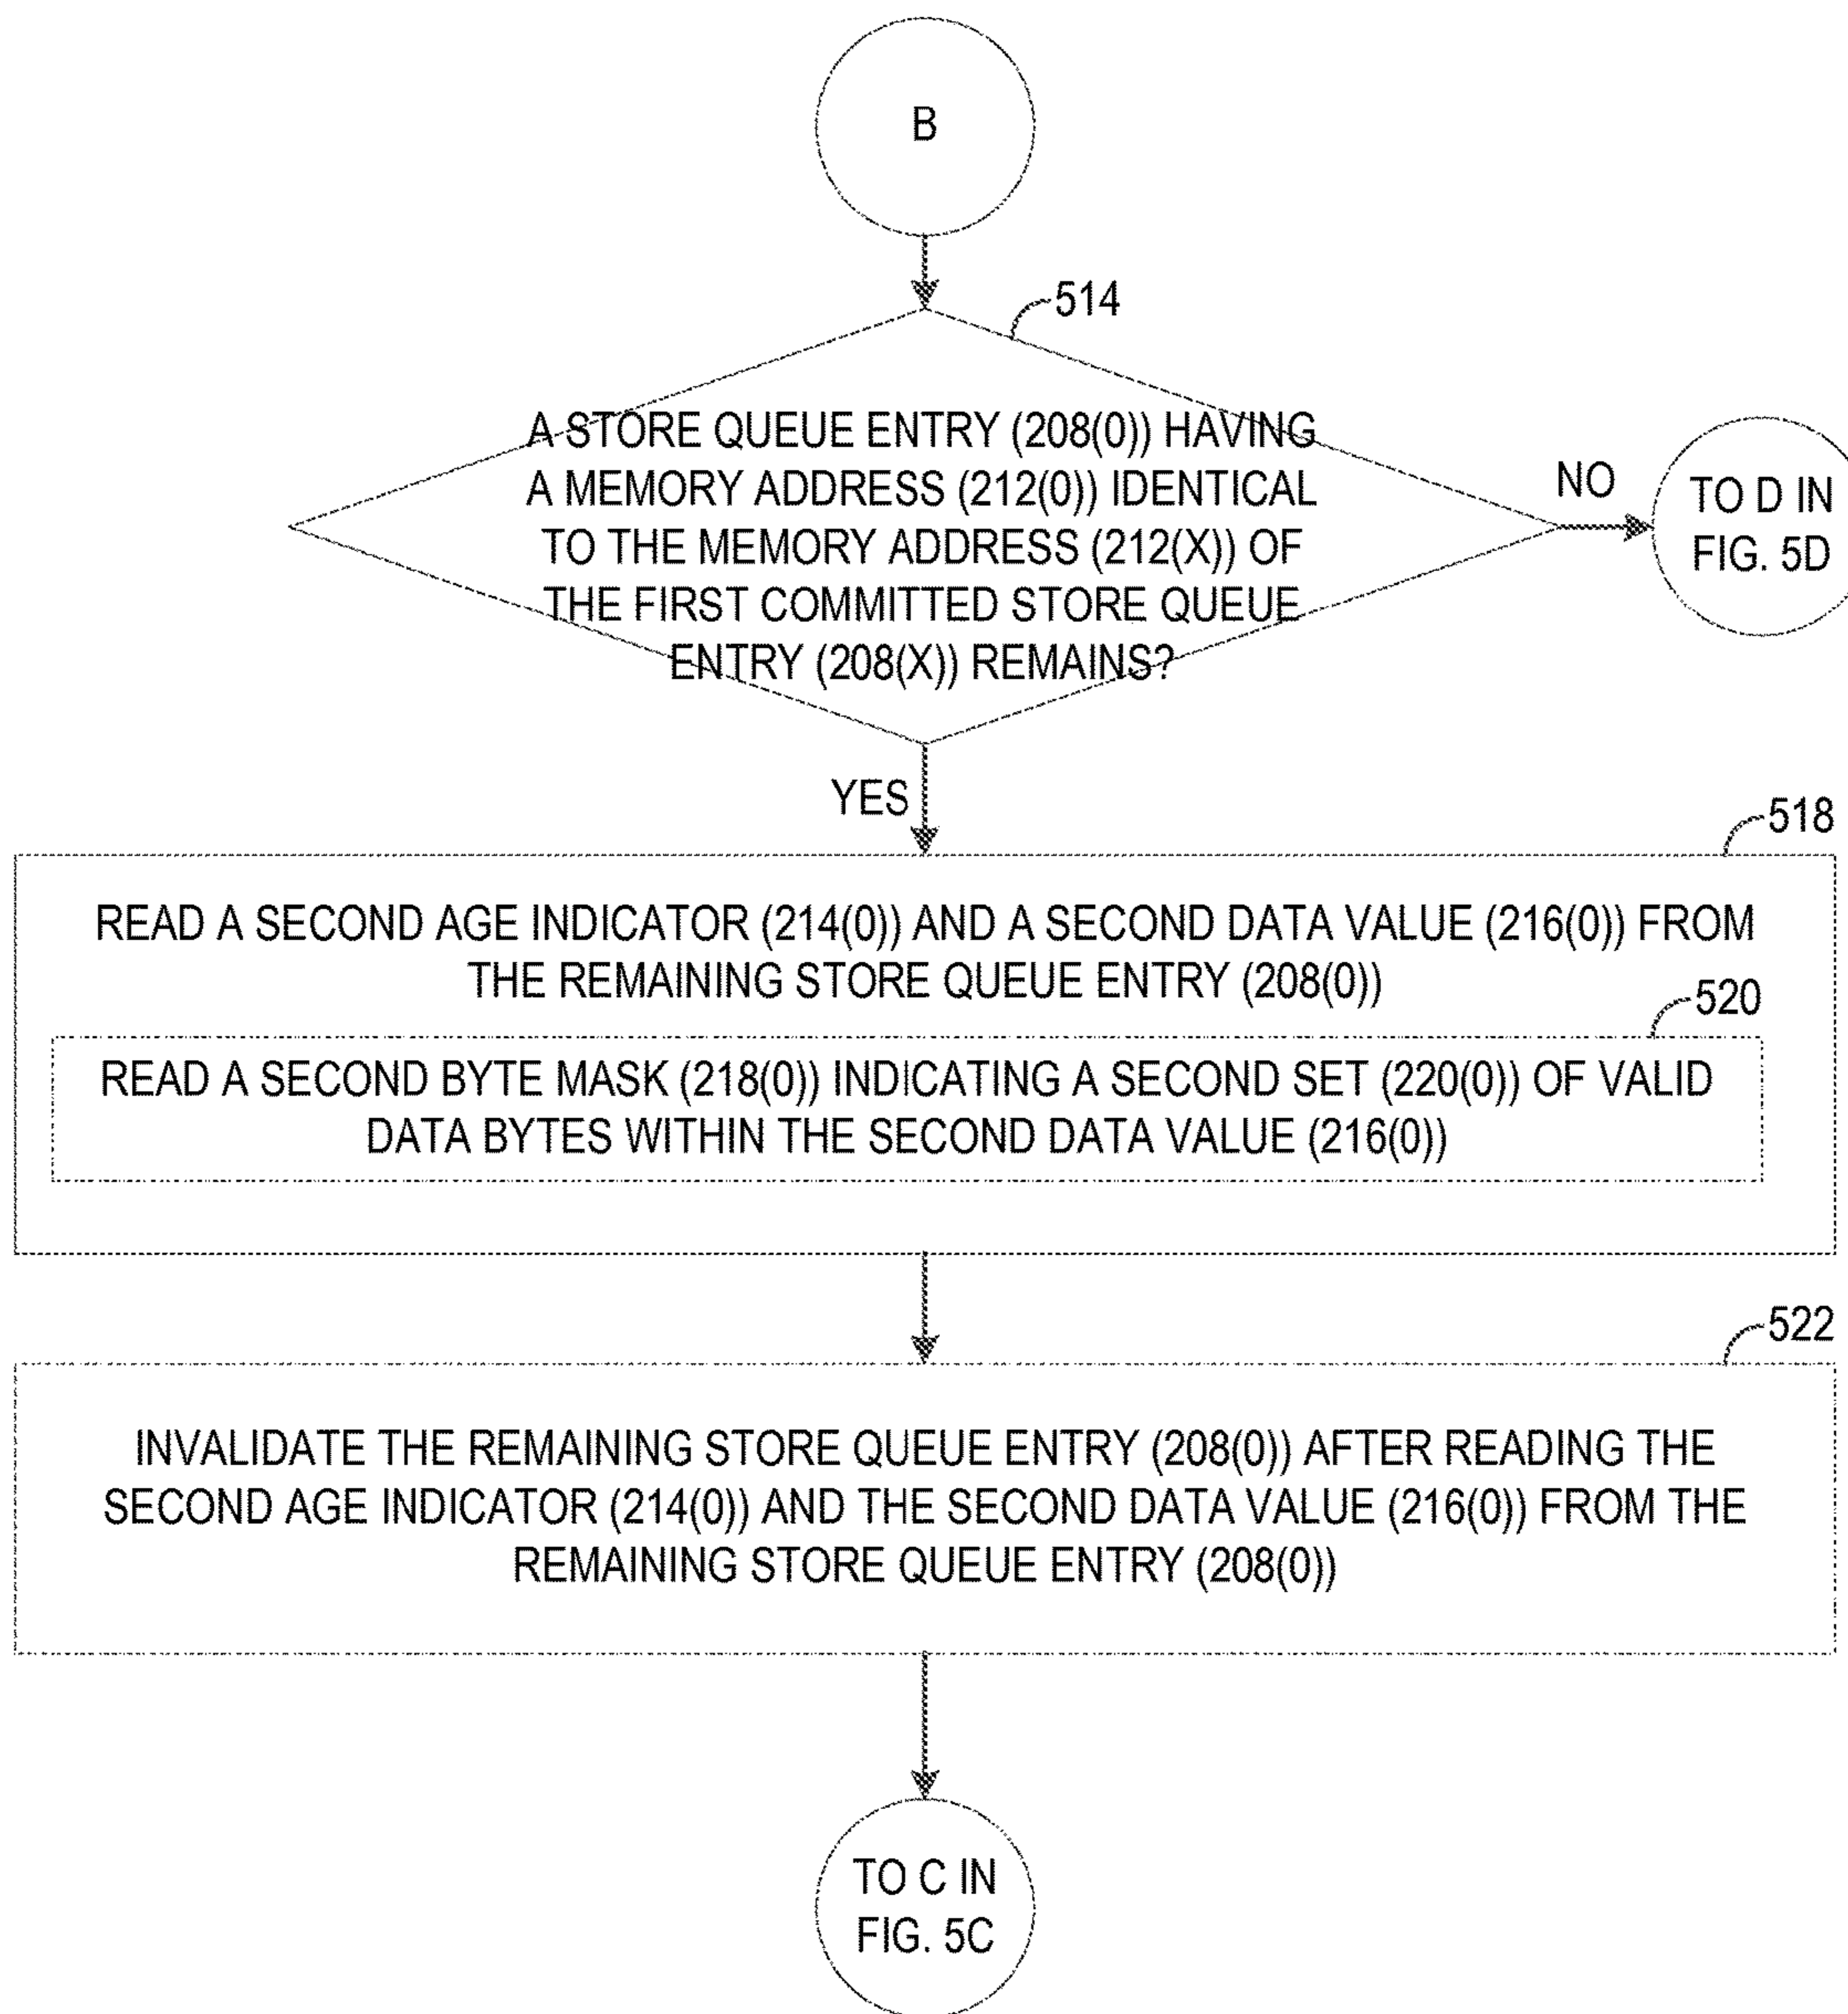 B
514
A STORE QUEUE ENTRY (208(0)) HAVING
A MEMORY ADDRESS (212(0)) IDENTICAL
TO THE MEMORY ADDRESS (212(X)) OF
THE FIRST COMMITTED STORE QUEUE
ENTRY (208(X)) REMAINS?
NO
TO D IN
FIG. 5D
YES
518
READ A SECOND AGE INDICATOR (214(0)) AND A SECOND DATA VALUE (216(0)) FROM
THE REMAINING STORE QUEUE ENTRY (208(0))
520
READ A SECOND BYTE MASK (218(0)) INDICATING A SECOND SET (220(0)) OF VALID
DATA BYTES WITHIN THE SECOND DATA VALUE (216(0))
522
INVALIDATE THE REMAINING STORE QUEUE ENTRY (208(0)) AFTER READING THE
SECOND AGE INDICATOR (214(0)) AND THE SECOND DATA VALUE (216(0)) FROM THE
REMAINING STORE QUEUE ENTRY (208(0))
TO C IN
FIG. 5C